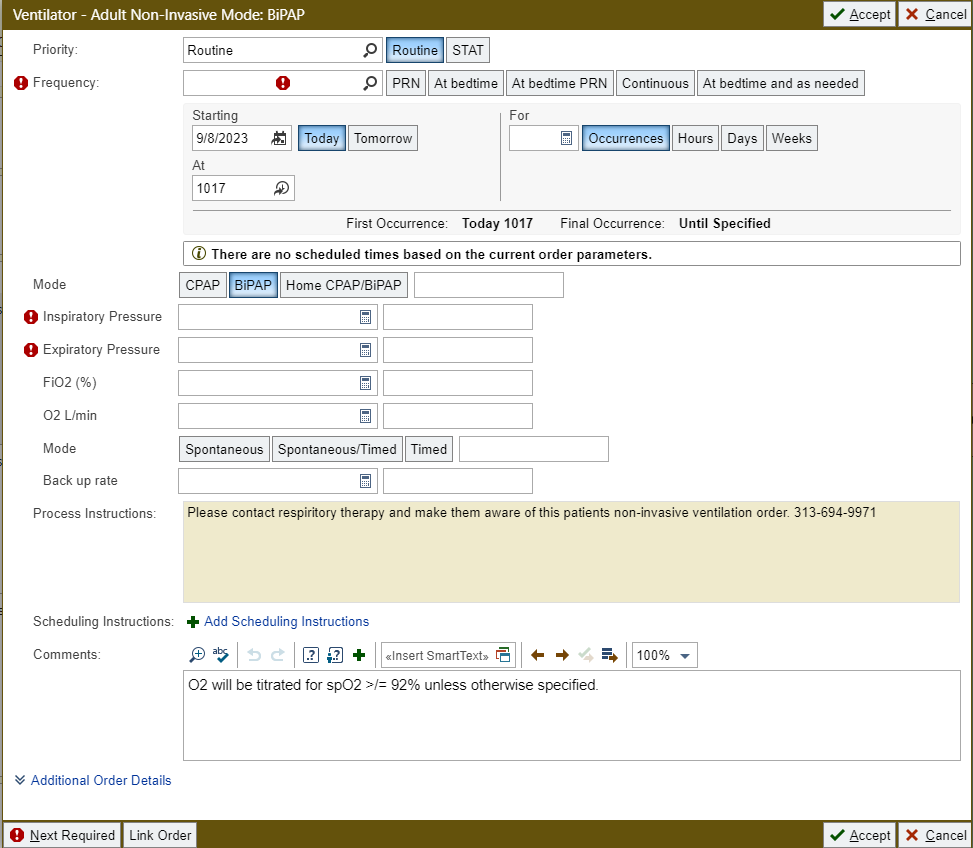 Ventilator - Adult Non-Invasive Mode: BiPAP Accept Cancel
Priority: Routine Routine STAT
Frequency: PRN At bedtime At bedtime PRN Continuous At bedtime and as needed
Starting For
9/8/2023 Today Tomorrow Occurrences Hours Days Weeks
At
1017
First Occurrence: Today 1017 Final Occurrence: Until Specified
There are no scheduled times based on the current order parameters.
Mode CPAP BiPAP Home CPAP/BiPAP
Inspiratory Pressure
Expiratory Pressure
FiO2 (%)
O2 L/min
Mode Spontaneous Spontaneous/Timed Timed
Back up rate
Process Instructions: Please contact respiritory therapy and make them aware of this patients non-invasive ventilation order. 313-694-9971
Scheduling Instructions: Add Scheduling Instructions
Comments: abc «Insert SmartText» 100%
O2 will be titrated for spO2 >/= 92% unless otherwise specified.
Additional Order Details
Next Required Link Order Accept Cancel